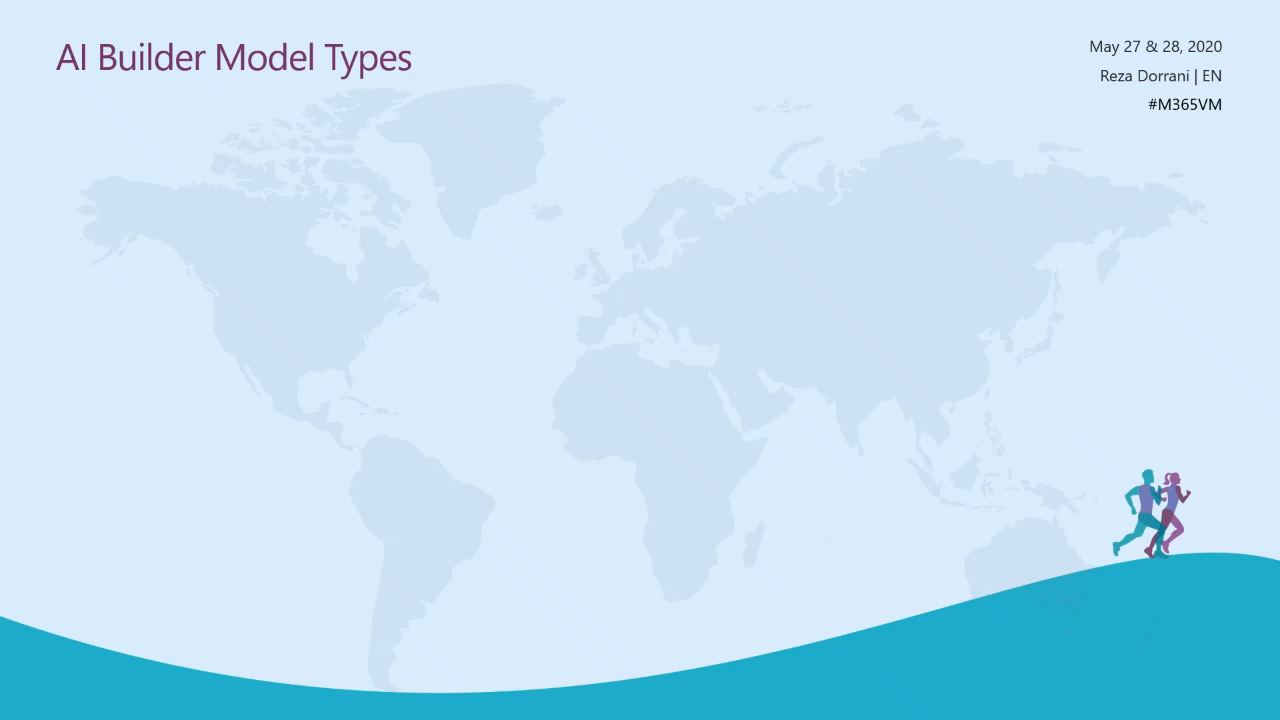 AI Builder Model Types
May 27 & 28, 2020
Reza Dorrani | EN
#M365VM